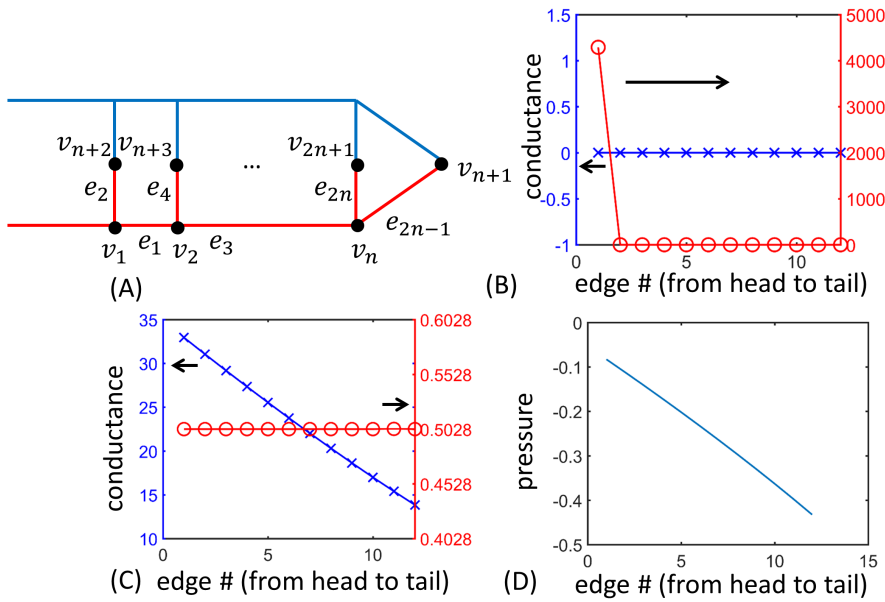 v_{n+2} v_{n+3} ... v_{2n+1} v_{n+1}
e_2 e_4 e_{2n} e_{2n−1}
v_1 e_1 v_2 e_3 v_n
(A)
1.5
1
0.5
0
-0.5
-1
conductance
5000
4000
3000
2000
1000
0
0 5 10
edge # (from head to tail)
(B)
35
30
25
20
15
10
conductance
0.6028
0.5528
0.5028
0.4528
0.4028
0 5 10
edge # (from head to tail)
(C)
0
-0.1
-0.2
-0.3
-0.4
-0.5
pressure
0 5 10 15
edge # (from head to tail)
(D)